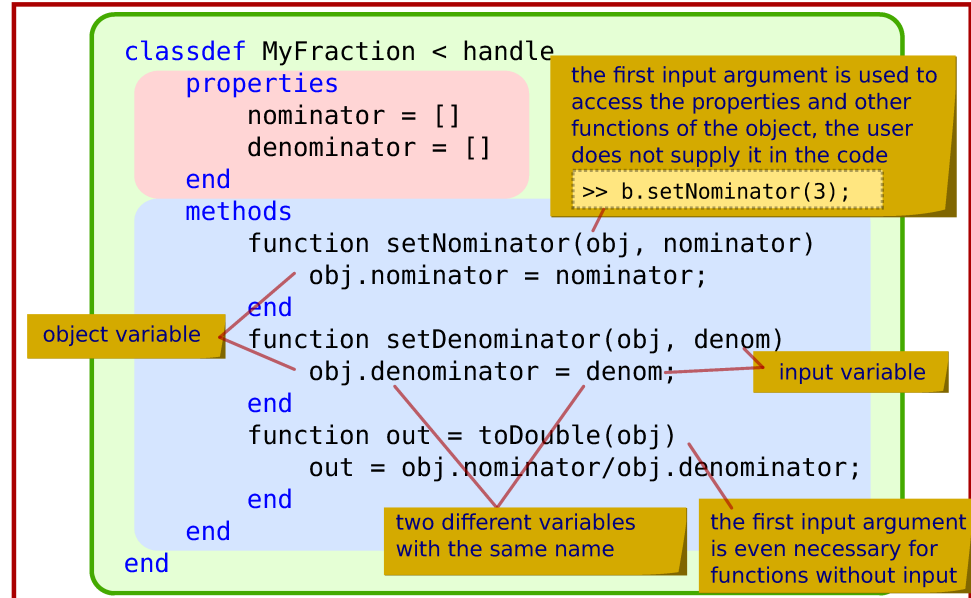 classdef MyFraction < handle
properties
nominator = []
denominator = []
end
methods
function setNominator(obj, nominator)
obj.nominator = nominator;
end
function setDenominator(obj, denom)
obj.denominator = denom;
end
function out = toDouble(obj)
out = obj.nominator/obj.denominator;
end
end
end
the first input argument is used to
access the properties and other
functions of the object, the user
does not supply it in the code
>> b.setNominator(3);
object variable
input variable
two different variables
with the same name
the first input argument
is even necessary for
functions without input